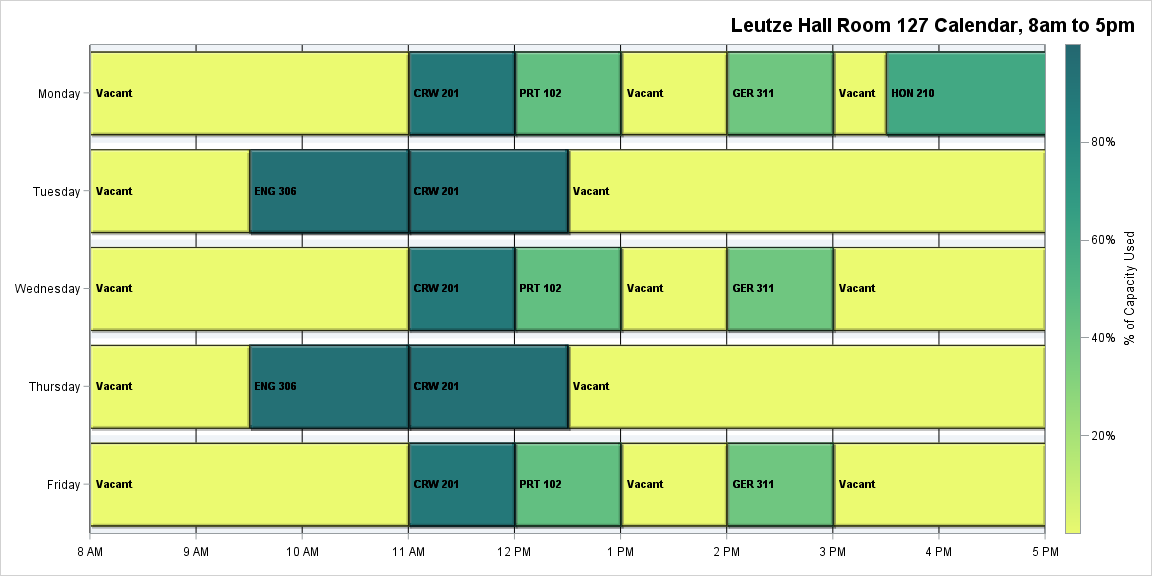 Leutze Hall Room 127 Calendar, 8am to 5pm
Monday
Vacant
CRW 201
PRT 102
Vacant
GER 311
Vacant
HON 210
Tuesday
Vacant
ENG 306
CRW 201
Vacant
Wednesday
Vacant
CRW 201
PRT 102
Vacant
GER 311
Vacant
Thursday
Vacant
ENG 306
CRW 201
Vacant
Friday
Vacant
CRW 201
PRT 102
Vacant
GER 311
Vacant
8 AM
9 AM
10 AM
11 AM
12 PM
1 PM
2 PM
3 PM
4 PM
5 PM
80%
60%
40%
20%
% of Capacity Used